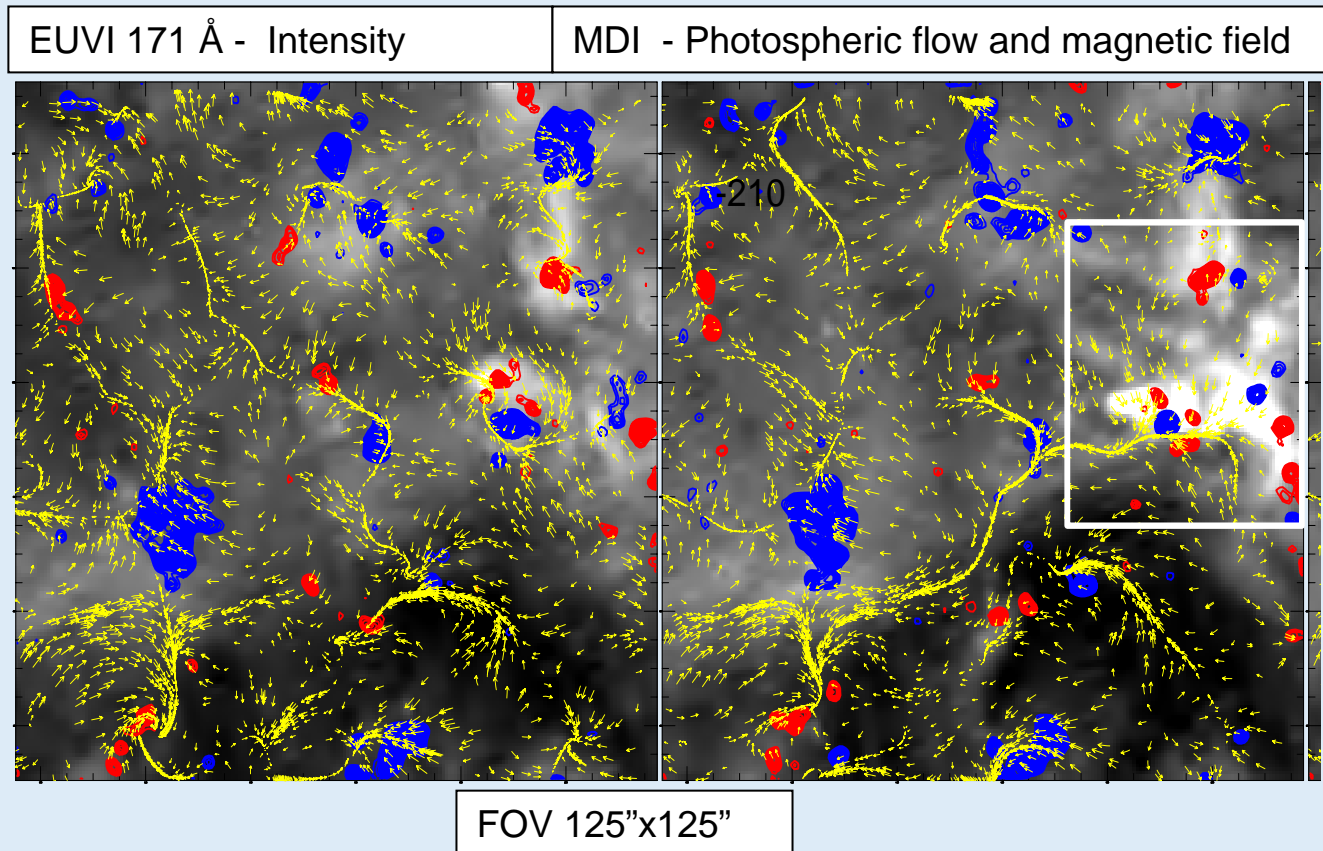 EUVI 171 Å - Intensity
MDI - Photospheric flow and magnetic field
-210
FOV 125”x125”